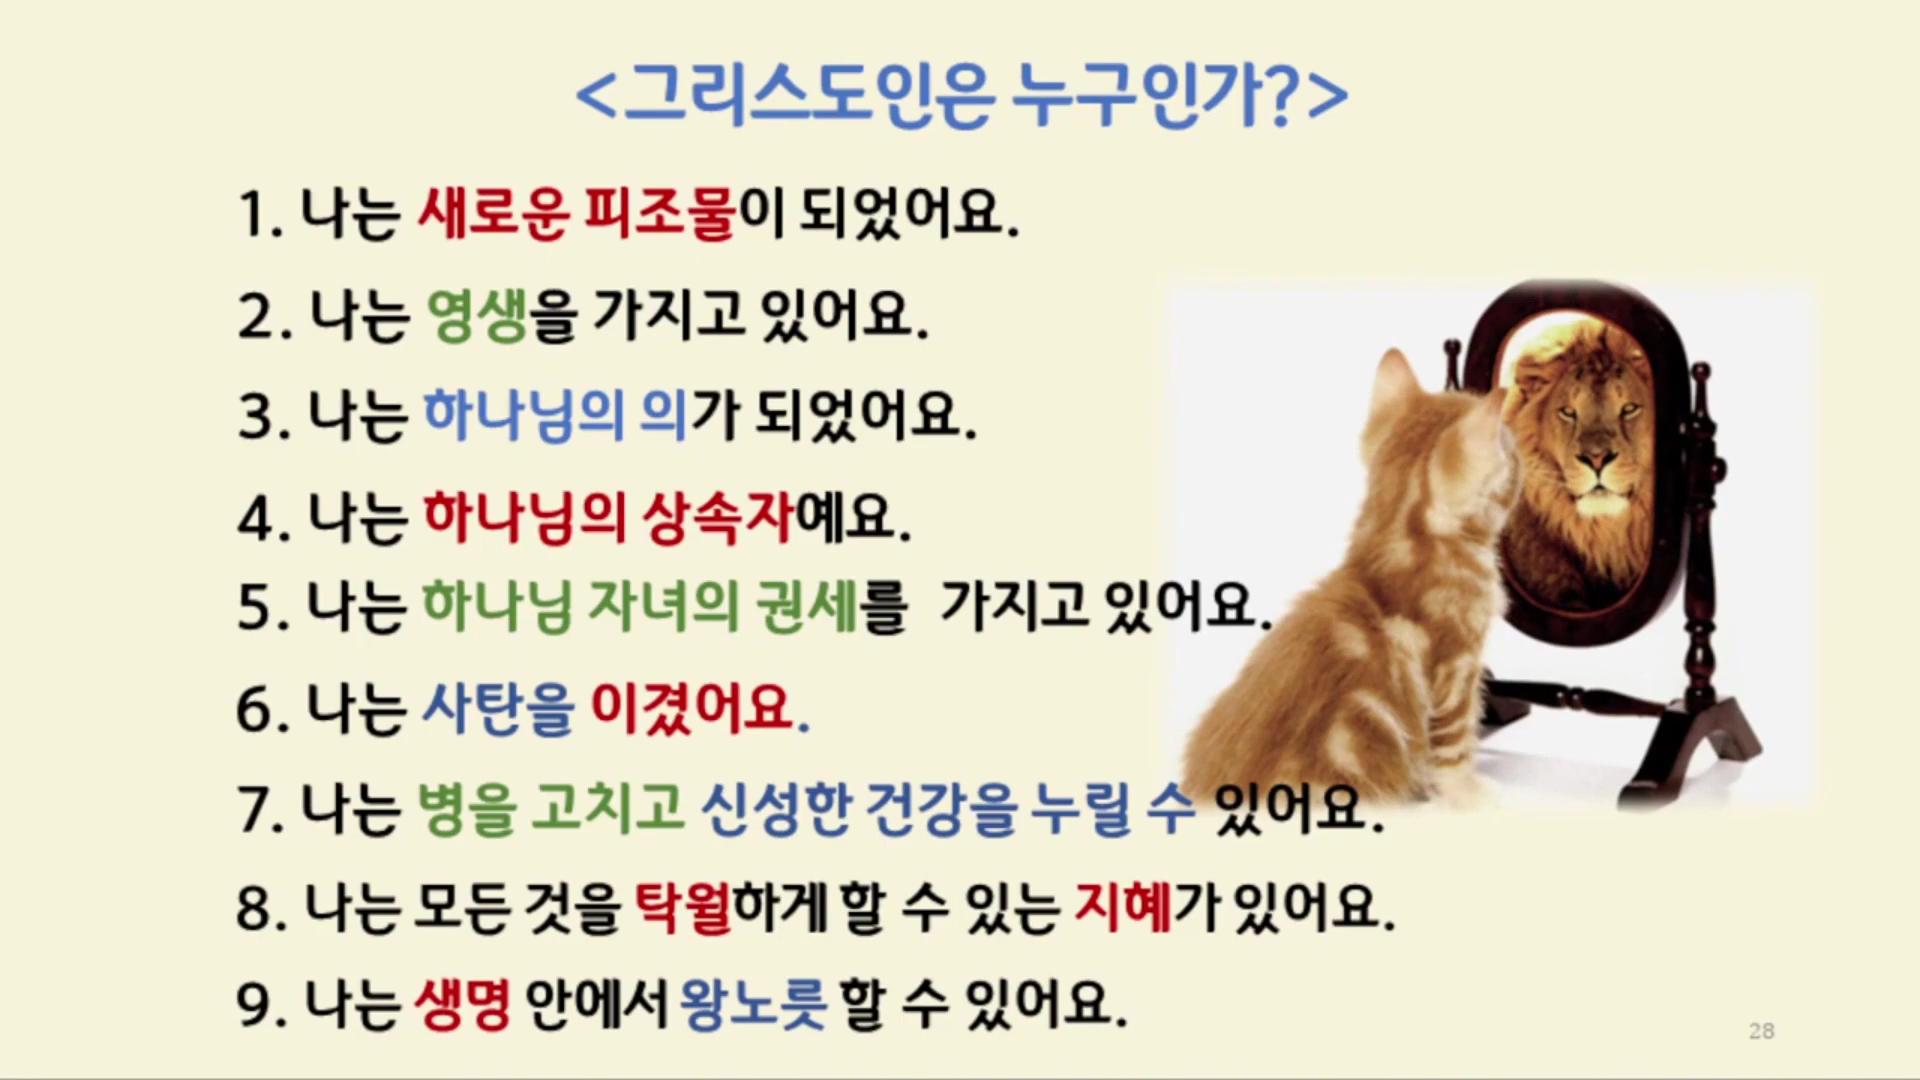 <그리스도인은 누구인가?>
1. 나는 새로운 피조물이 되었어요.
2. 나는 영생을 가지고 있어요.
3. 나는 하나님의 의가 되었어요.
4. 나는 하나님의 상속자예요.
5. 나는 하나님 자녀의 권세를 가지고 있어요.
6. 나는 사탄을 이겼어요.
7. 나는 병을 고치고 신성한 건강을 누릴 수 있어요.
8. 나는 모든 것을 탁월하게 할 수 있는 지혜가 있어요.
9. 나는 생명 안에서 왕노릇 할 수 있어요.
28